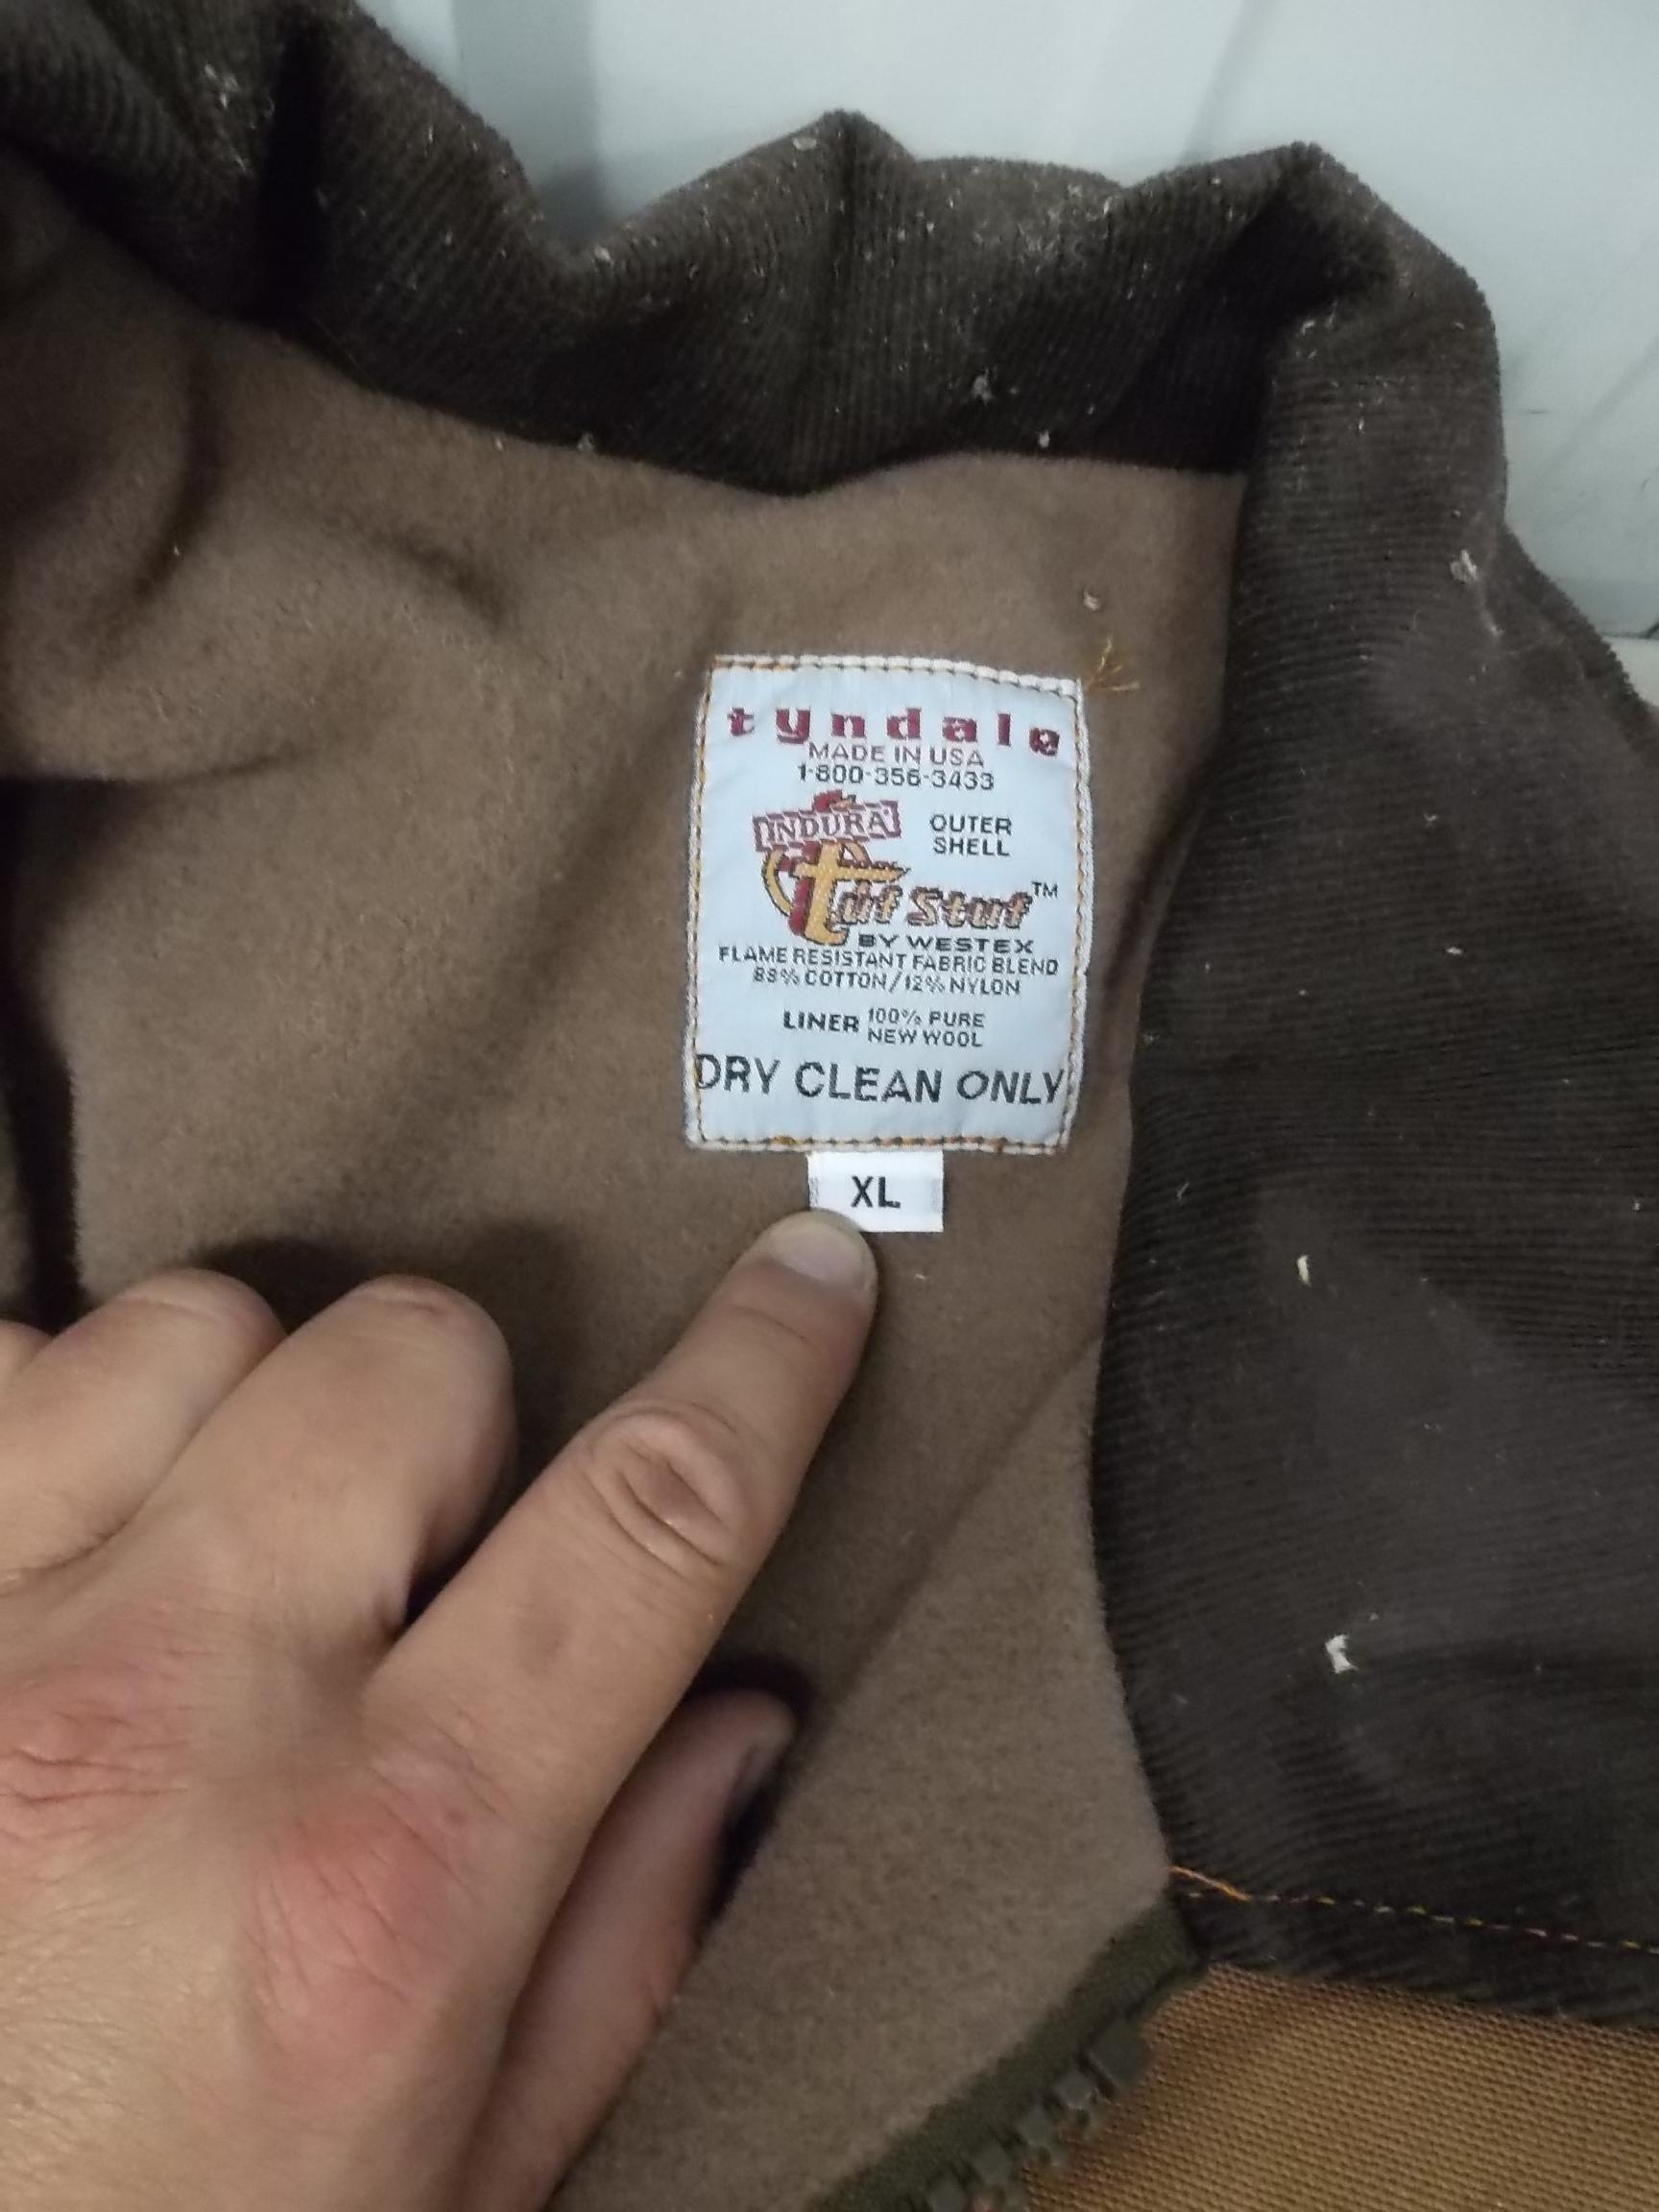 tyndale
MADE IN USA
1-800-356-3433
INDURA
OUTER
SHELL
tuf Stuf™
BY WESTEX
FLAME RESISTANT FABRIC BLEND
88% COTTON/12% NYLON
LINER 100% PURE
NEW WOOL
DRY CLEAN ONLY
XL